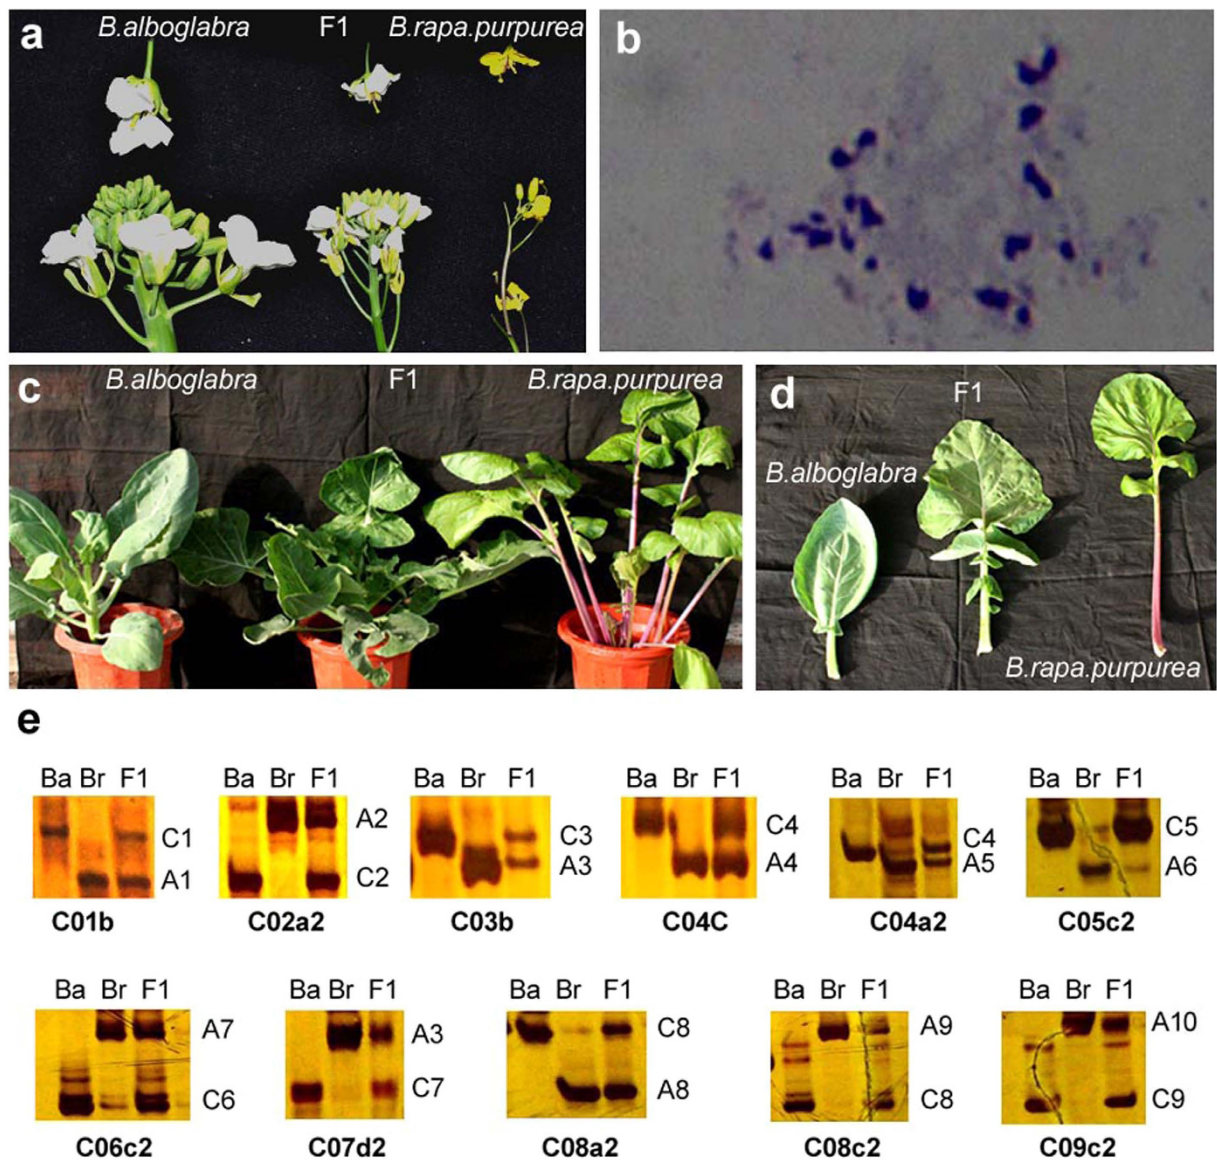 a B.alboglabra F1 B.rapa.purpurea
b
c B.alboglabra F1 B.rapa.purpurea
d F1
B.alboglabra
B.rapa.purpurea
e
Ba Br F1
C1
A1
C01b
Ba Br F1
A2
C2
C02a2
Ba Br F1
C3
A3
C03b
Ba Br F1
C4
A4
C04C
Ba Br F1
C4
A5
C04a2
Ba Br F1
C5
A6
C05c2
Ba Br F1
A7
C6
C06c2
Ba Br F1
A3
C7
C07d2
Ba Br F1
C8
A8
C08a2
Ba Br F1
A9
C8
C08c2
Ba Br F1
A10
C9
C09c2